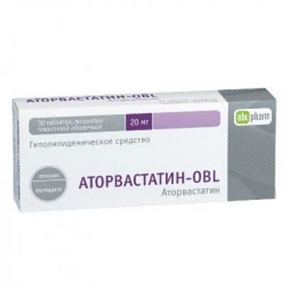 30 таблеток, покрытых
пленочной оболочкой
20 мг
obl pharm
Гиполипидемическое средство
АТОРВАСТАТИН-OBL
Аторвастатин